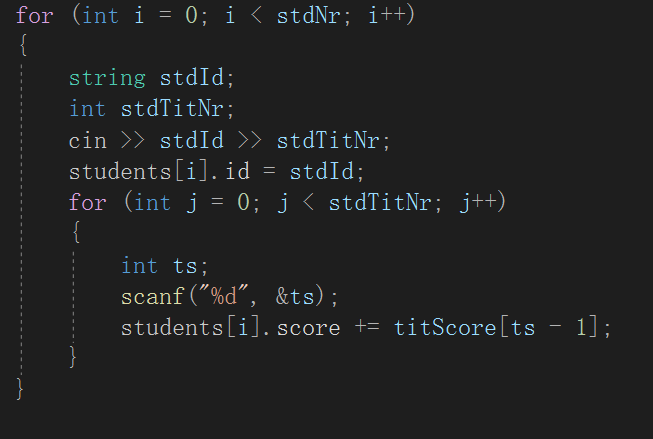 for (int i = 0; i < stdNr; i++)
{
    string stdId;
    int stdTitNr;
    cin >> stdId >> stdTitNr;
    students[i].id = stdId;
    for (int j = 0; j < stdTitNr; j++)
    {
        int ts;
        scanf("%d", &ts);
        students[i].score += titScore[ts - 1];
    }
}